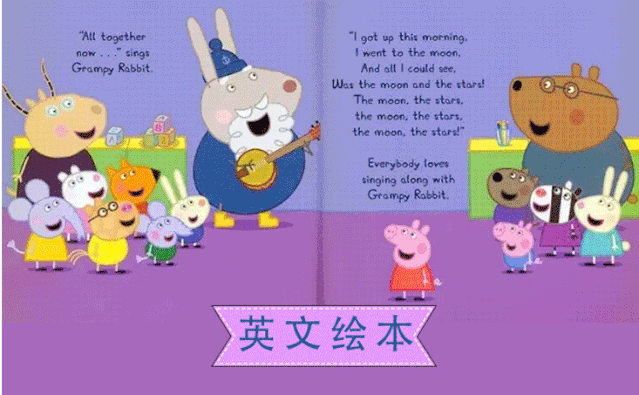 "All together
now . . ." sings
Grampy Rabbit.
"I got up this morning,
I went to the moon,
And all I could see,
Was the moon and the stars!
The moon, the stars,
the moon, the stars,
the moon, the stars!"
Everybody loves
singing along with
Grampy Rabbit.
英文绘本